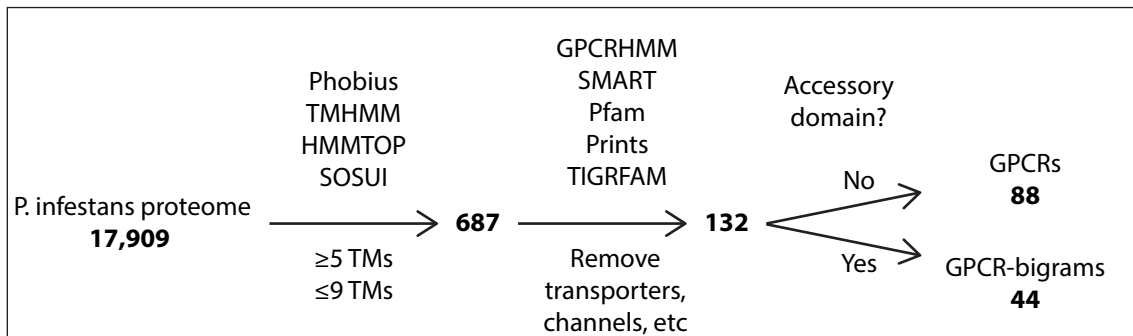 P. infestans proteome
17,909
Phobius
TMHMM
HMMTOP
SOSUI
≥5 TMs
≤9 TMs
687
GPCRHMM
SMART
Pfam
Prints
TIGRFAM
Remove
transporters,
channels, etc
132
Accessory
domain?
No
Yes
GPCRs
88
GPCR-bigrams
44